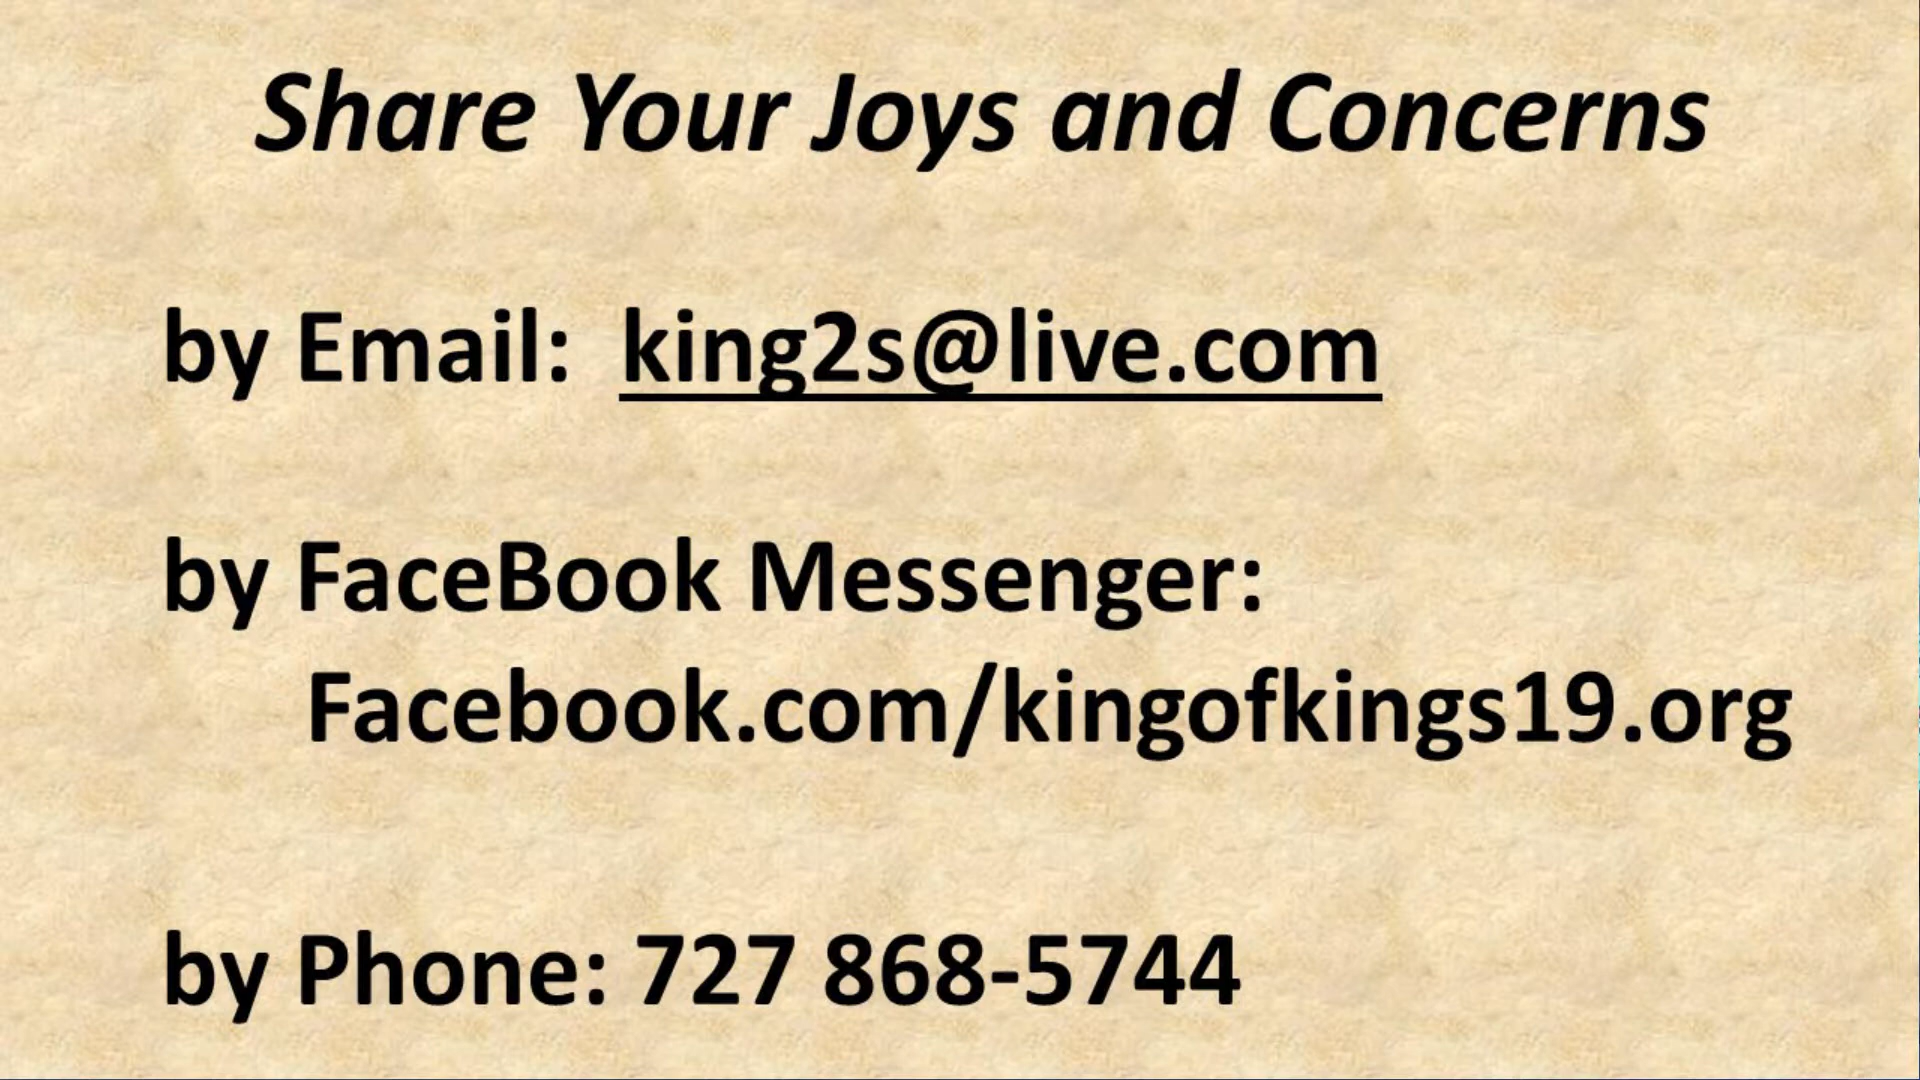 Share Your Joys and Concerns
by Email: king2s@live.com
by FaceBook Messenger:
Facebook.com/kingofkings19.org
by Phone: 727 868-5744